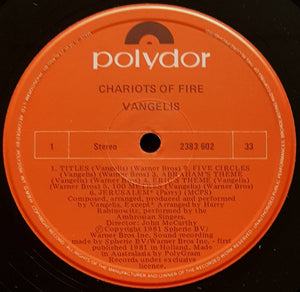 polydor
CHARIOTS OF FIRE
VANGELIS
1 Stereo 2383 602 33
1. TITLES (Vangelis) (Warner Bros) 2. FIVE CIRCLES
(Vangelis) (Warner Bros) 3. ABRAHAM'S THEME
(Vangelis) (Warner Bros) 4. ERIC'S THEME (Vangelis)
(Warner Bros) 5. 100 METRES (Vangelis) (Warner Bros)
6. JERUSALEM* (Parry) (MCPS)
Composed, arranged, produced and performed
by Vangelis. Except* Arranged by Harry
Rabinowitz, performed by the
Ambrosian Singers.
Director: John McCarthy
Copyright © 1981 Spheric BV/
Warner Bros Inc. Sound recording
made by Spheric BV/Warner Bros Inc. - first
published 1981 in Holland. Made
in Australia by PolyGram
Records under exclusive
licence.